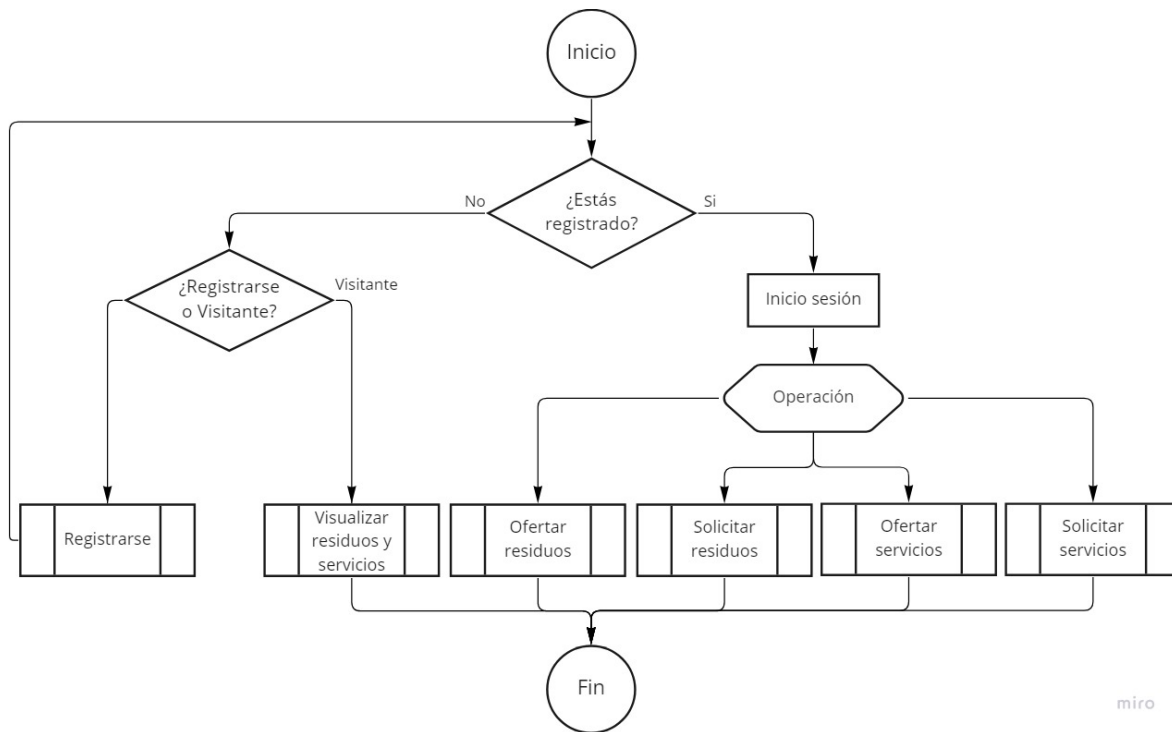 Inicio
No
¿Estás
registrado?
Si
¿Registrarse
o Visitante?
Visitante
Inicio sesión
Operación
Registrarse
Visualizar
residuos y
servicios
Ofertar
residuos
Solicitar
residuos
Ofertar
servicios
Solicitar
servicios
Fin
miro